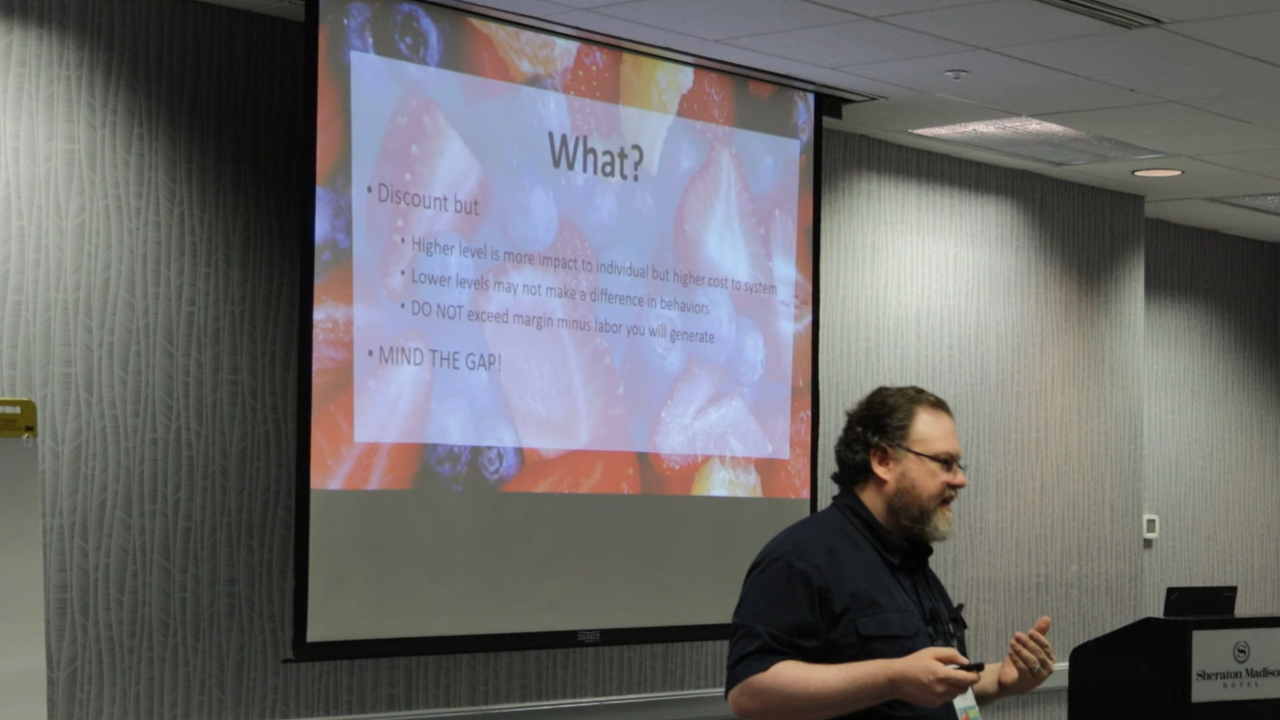 What?
• Discount but
• Higher level is more impact to individual but higher cost to system
• Lower levels may not make a difference in behaviors
• DO NOT exceed margin minus labor you will generate
• MIND THE GAP!
S
Sheraton Madison
HOTEL